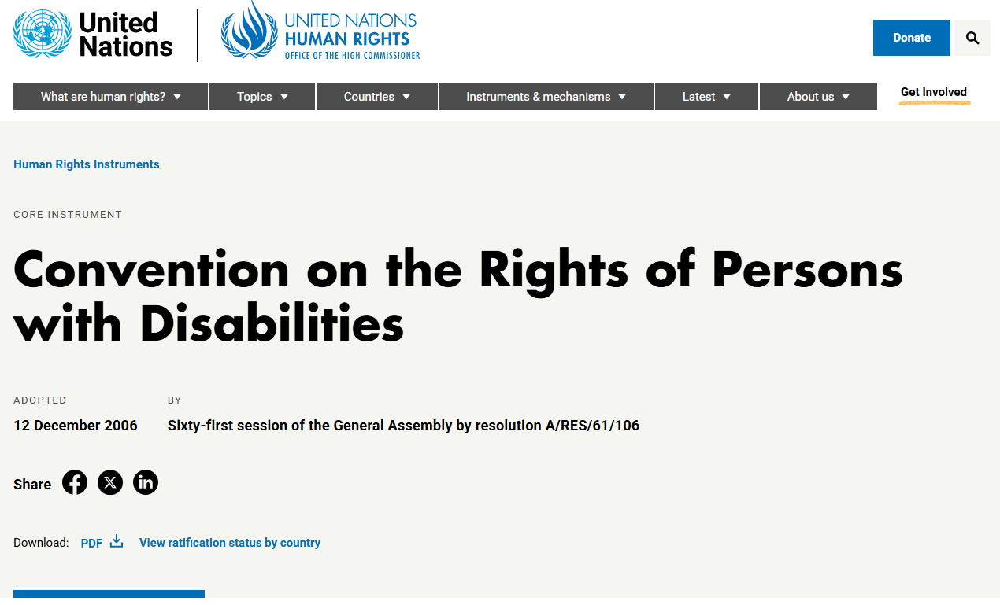 United
Nations
UNITED NATIONS
HUMAN RIGHTS
OFFICE OF THE HIGH COMMISSIONER
Donate
What are human rights?
Topics
Countries
Instruments & mechanisms
Latest
About us
Get Involved
Human Rights Instruments
CORE INSTRUMENT
Convention on the Rights of Persons
with Disabilities
ADOPTED
12 December 2006
BY
Sixty-first session of the General Assembly by resolution A/RES/61/106
Share
Download: PDF View ratification status by country